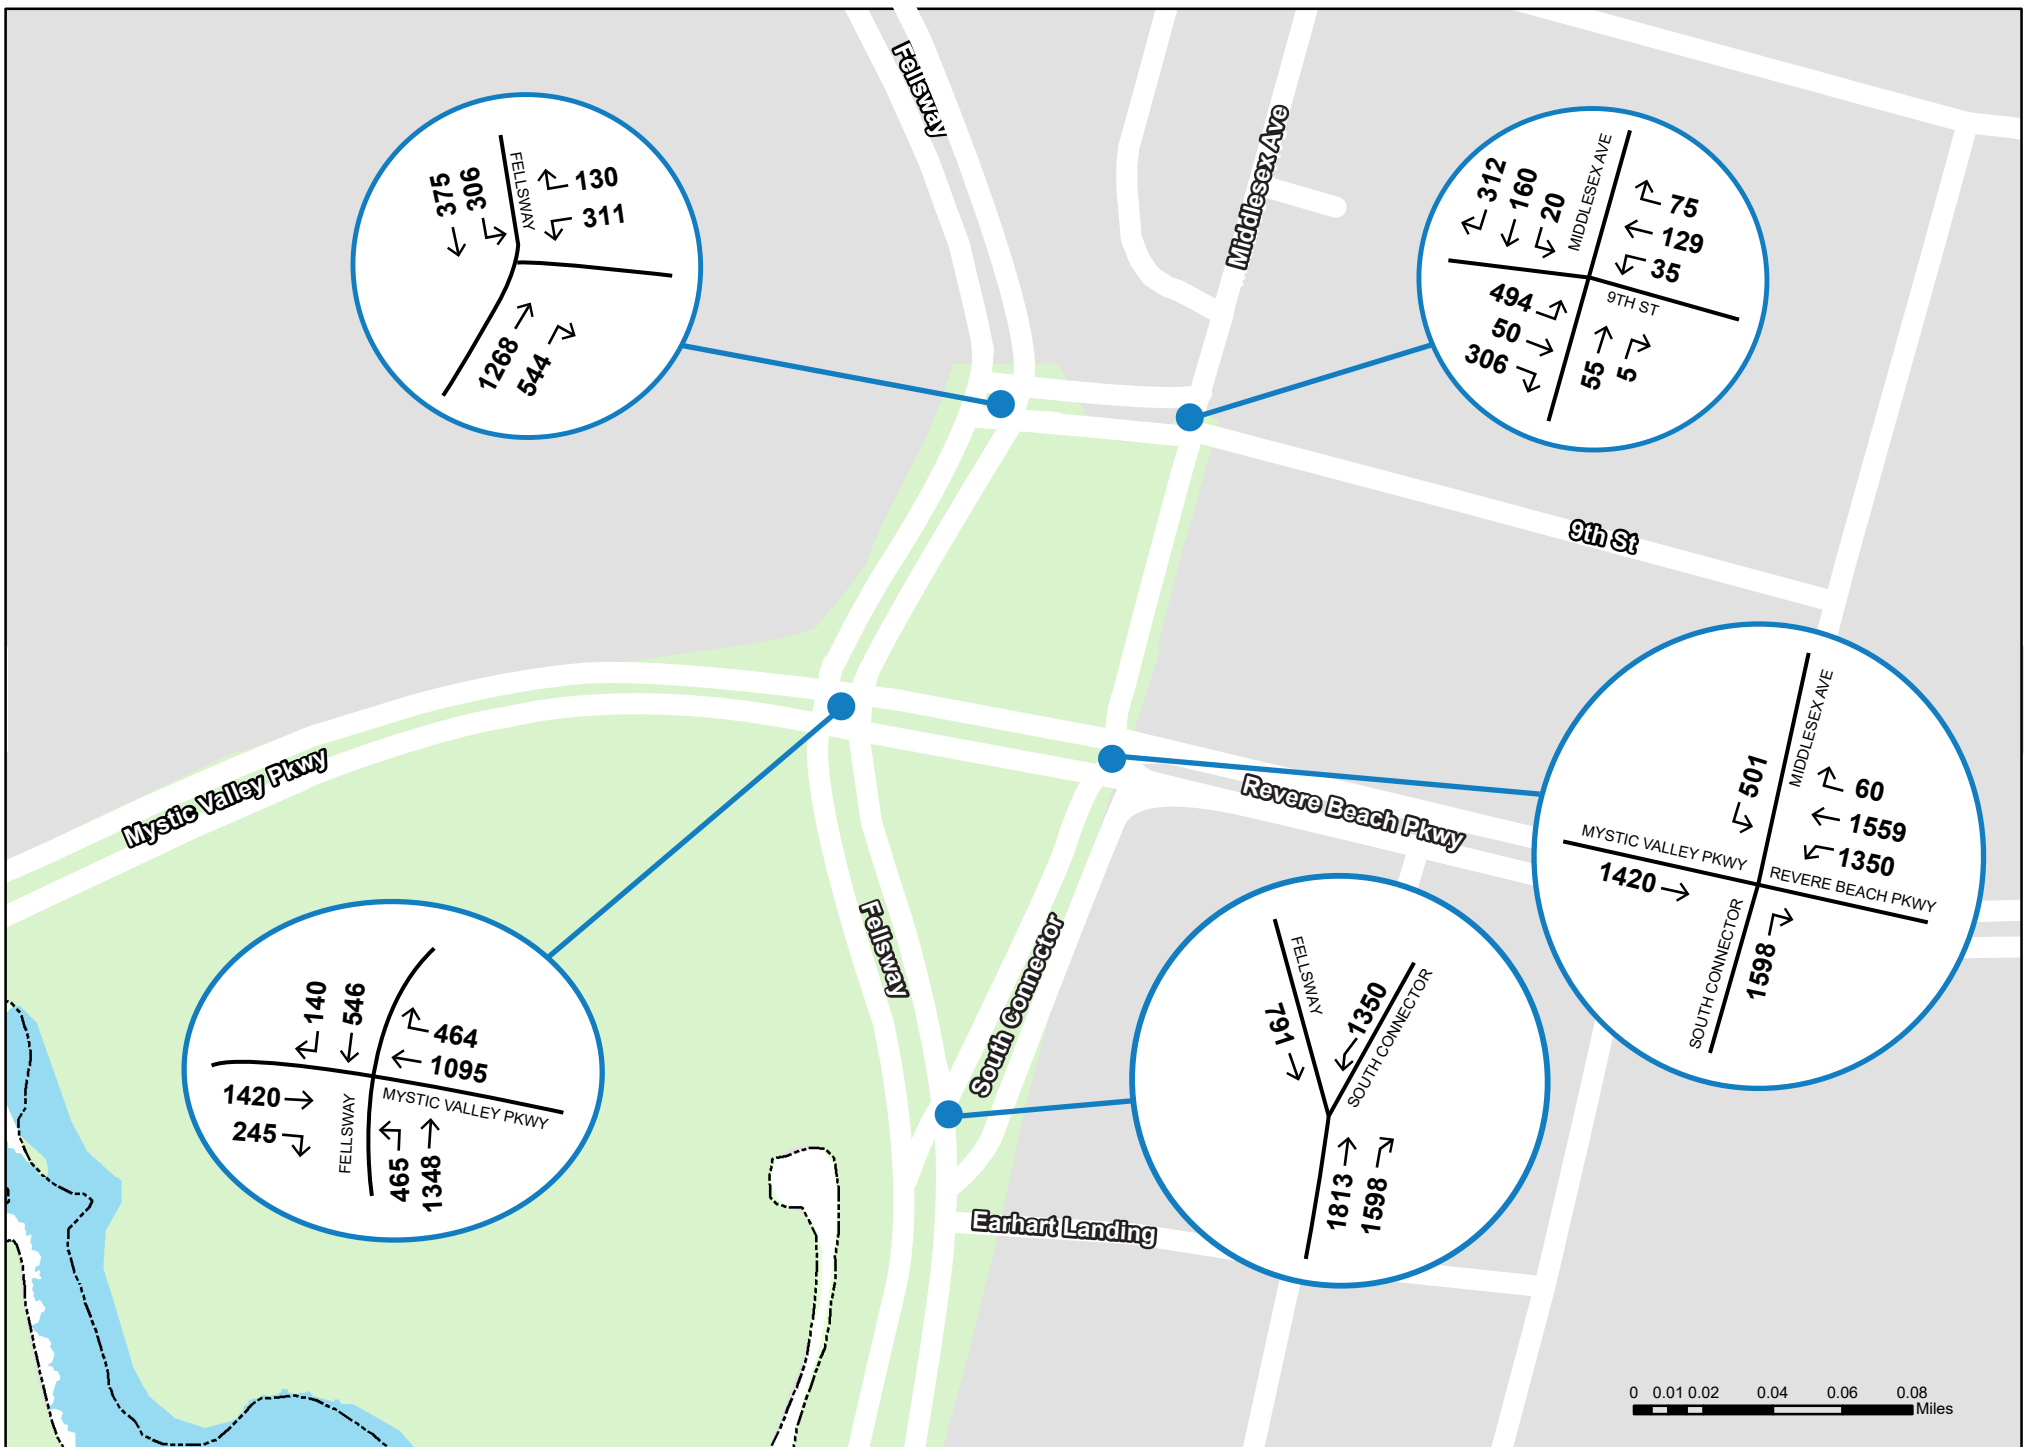 Fellsway
Middlesex Ave
375
306
FELLSWAY
130
311
1268
544
312
160
20
MIDDLESEX AVE
75
129
35
494
50
306
9TH ST
55
5
9th St
Mystic Valley Pkwy
Revere Beach Pkwy
501
MIDDLESEX AVE
60
1559
1350
MYSTIC VALLEY PKWY
1420
REVERE BEACH PKWY
SOUTH CONNECTOR
1598
Fellsway
South Connector
140
546
464
1095
1420
245
MYSTIC VALLEY PKWY
FELLSWAY
465
1348
FELLSWAY
791
1350
SOUTH CONNECTOR
1813
1598
Earhart Landing
0 0.01 0.02 0.04 0.06 0.08
Miles